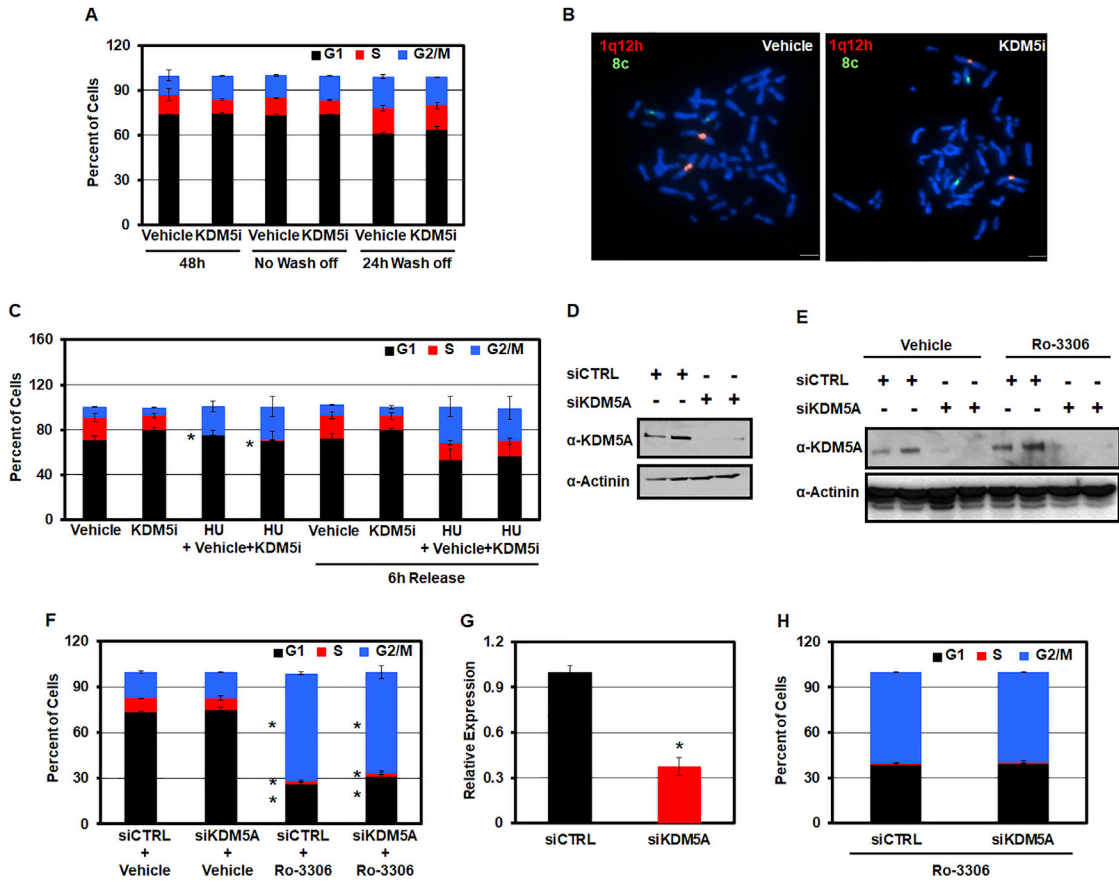 A
120
90
60
30
0
Percent of Cells
G1 S G2/M
Vehicle KDM5i Vehicle KDM5i Vehicle KDM5i
48h No Wash off 24h Wash off
B
1q12h
8c
Vehicle
1q12h
8c
KDM5i
C
160
120
80
40
0
Percent of Cells
G1 S G2/M
* *
Vehicle KDM5i HU HU Vehicle KDM5i HU HU
+ Vehicle+KDM5i + Vehicle+KDM5i
6h Release
D
siCTRL + + - -
siKDM5A - - + +
α-KDM5A
α-Actinin
E
Vehicle Ro-3306
siCTRL + + - - + + - -
siKDM5A - - + + - - + +
α-KDM5A
α-Actinin
F
120
90
60
30
0
Percent of Cells
G1 S G2/M
* *
* *
* *
siCTRL siKDM5A siCTRL siKDM5A
+ + + +
Vehicle Vehicle Ro-3306 Ro-3306
G
1.2
0.9
0.6
0.3
0
Relative Expression
*
siCTRL siKDM5A
H
120
90
60
30
0
Percent of Cells
G1 S G2/M
siCTRL siKDM5A
Ro-3306